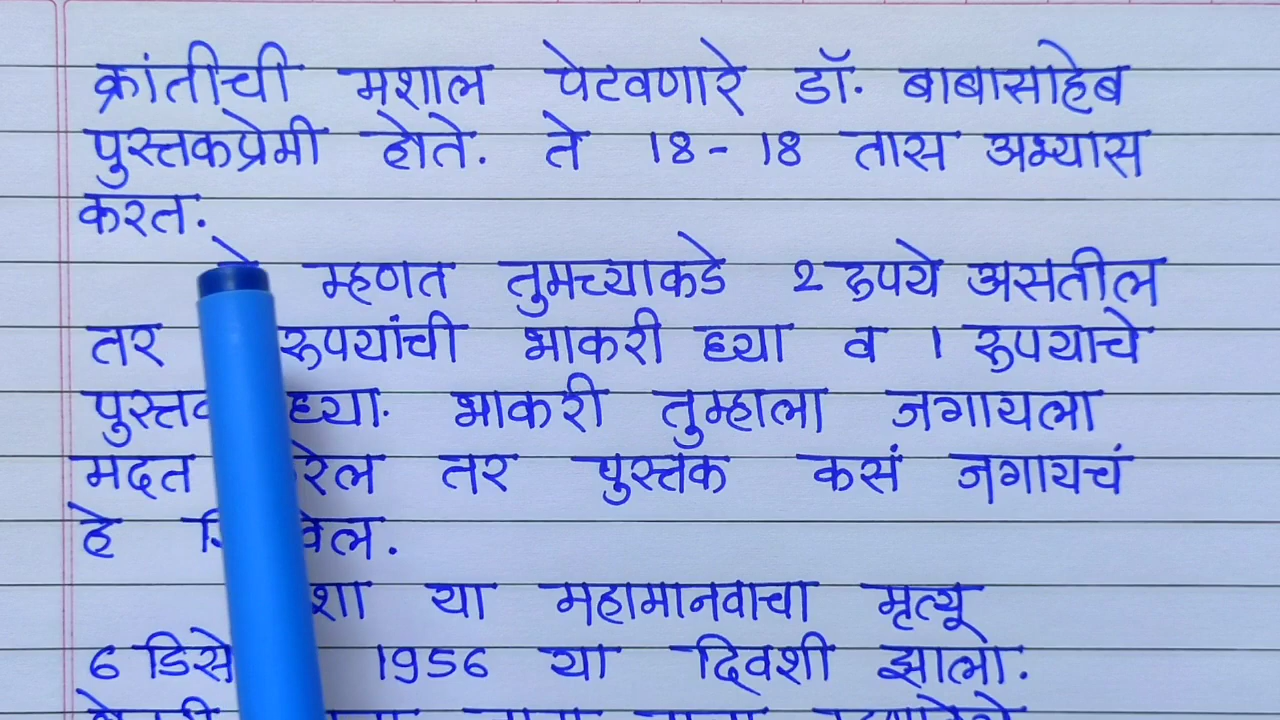 क्रांतीची मशाल पेटवणारे डॉ. बाबासाहेब
पुस्तकप्रेमी होते. ते 18-18 तास अभ्यास
करत.
म्हणत तुमच्याकडे 2 रुपये असतील
तर रुपयांची भाकरी घ्या व 1 रुपयाचे
घ्या. भाकरी तुम्हाला जगायला
मदत तर पुस्तक कसं जगायचं
हे
या महामानवाचा मृत्यू
6 1956 या दिवशी झाला.